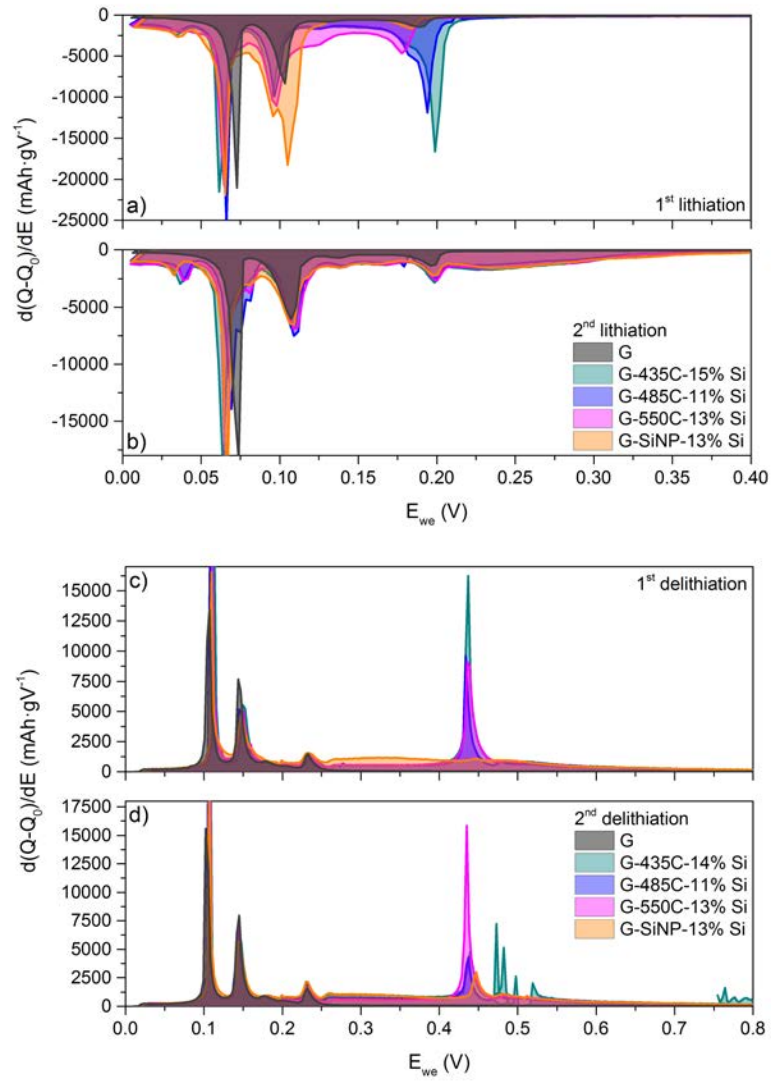 0
-5000
-10000
-15000
-20000
-25000
a)
1st lithiation
0
-5000
-10000
-15000
b)
2nd lithiation
G
G-435C-15% Si
G-485C-11% Si
G-550C-13% Si
G-SiNP-13% Si
d(Q-Q0)/dE (mAh·gV-1)
0.00 0.05 0.10 0.15 0.20 0.25 0.30 0.35 0.40
Ewe (V)
c)
1st delithiation
15000
12500
10000
7500
5000
2500
0
d)
2nd delithiation
G
G-435C-14% Si
G-485C-11% Si
G-550C-13% Si
G-SiNP-13% Si
17500
15000
12500
10000
7500
5000
2500
0
d(Q-Q0)/dE (mAh·gV-1)
0.0 0.1 0.2 0.3 0.4 0.5 0.6 0.7 0.8
Ewe (V)